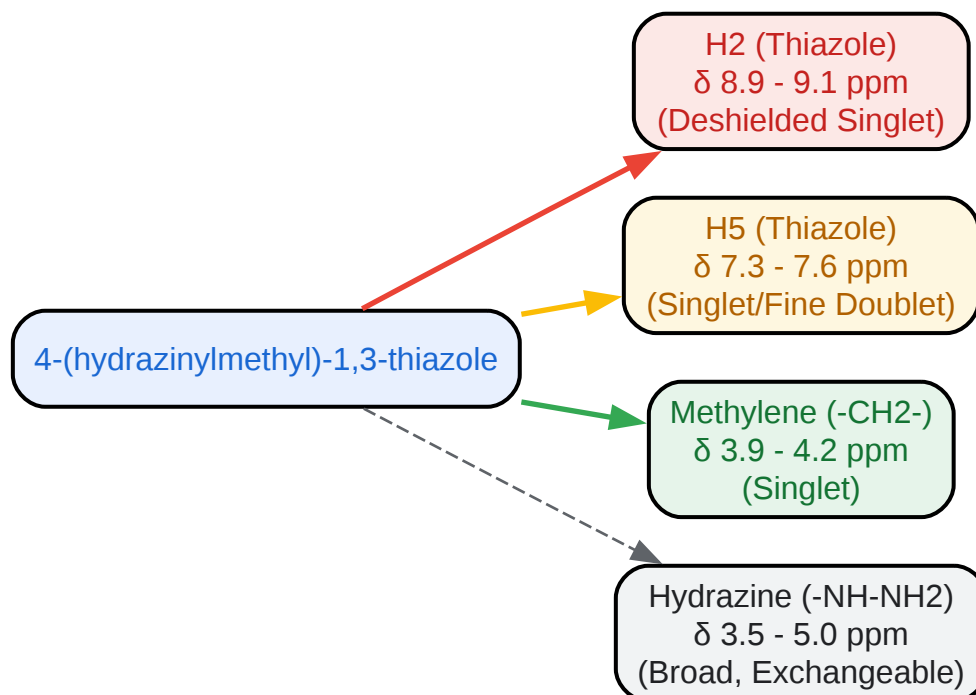 H2 (Thiazole)
δ 8.9 - 9.1 ppm
(Deshielded Singlet)
H5 (Thiazole)
δ 7.3 - 7.6 ppm
(Singlet/Fine Doublet)
4-(hydrazinylmethyl)-1,3-thiazole
Methylene (-CH2-)
δ 3.9 - 4.2 ppm
(Singlet)
Hydrazine (-NH-NH2)
δ 3.5 - 5.0 ppm
(Broad, Exchangeable)